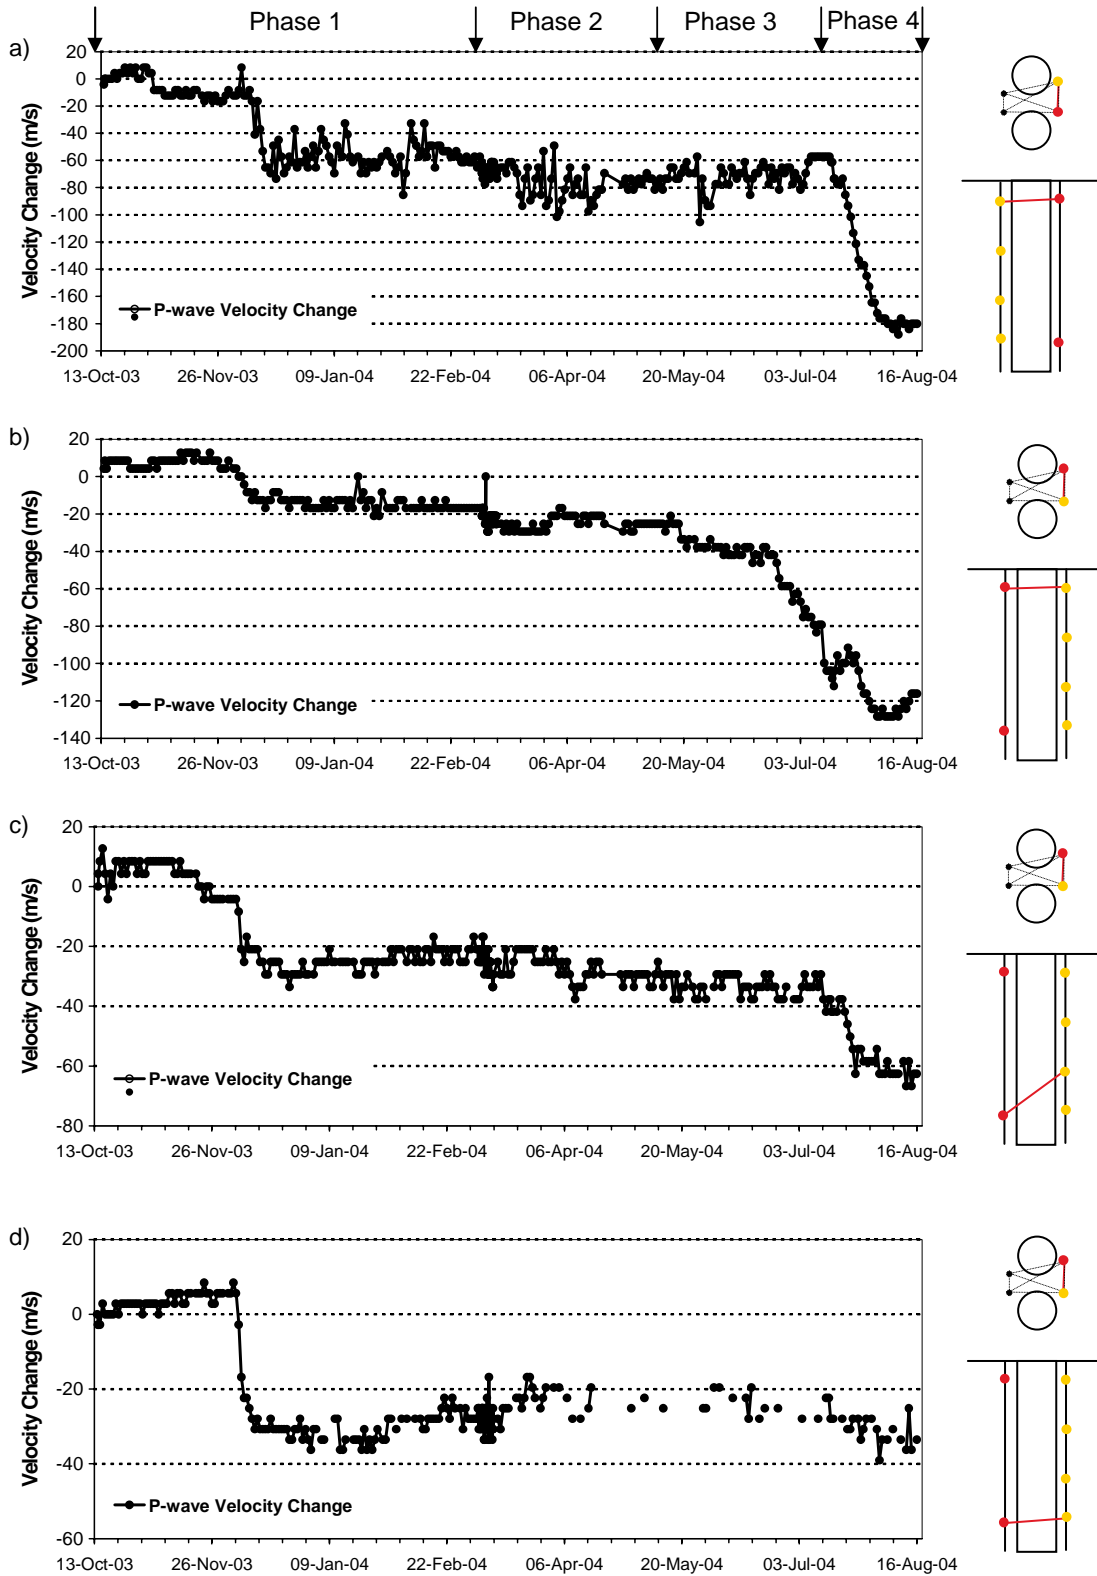 Phase 1 Phase 2 Phase 3 Phase 4
a)
Velocity Change (m/s)
20
0
-20
-40
-60
-80
-100
-120
-140
-160
-180
-200
P-wave Velocity Change
13-Oct-03 26-Nov-03 09-Jan-04 22-Feb-04 06-Apr-04 20-May-04 03-Jul-04 16-Aug-04
b)
Velocity Change (m/s)
20
0
-20
-40
-60
-80
-100
-120
-140
P-wave Velocity Change
13-Oct-03 26-Nov-03 09-Jan-04 22-Feb-04 06-Apr-04 20-May-04 03-Jul-04 16-Aug-04
c)
Velocity Change (m/s)
20
0
-20
-40
-60
-80
P-wave Velocity Change
13-Oct-03 26-Nov-03 09-Jan-04 22-Feb-04 06-Apr-04 20-May-04 03-Jul-04 16-Aug-04
d)
Velocity Change (m/s)
20
0
-20
-40
-60
P-wave Velocity Change
13-Oct-03 26-Nov-03 09-Jan-04 22-Feb-04 06-Apr-04 20-May-04 03-Jul-04 16-Aug-04